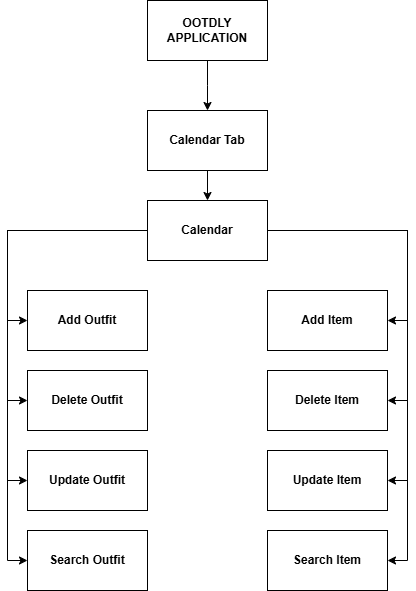 OOTDLY
APPLICATION
Calendar Tab
Calendar
Add Outfit
Add Item
Delete Outfit
Delete Item
Update Outfit
Update Item
Search Outfit
Search Item